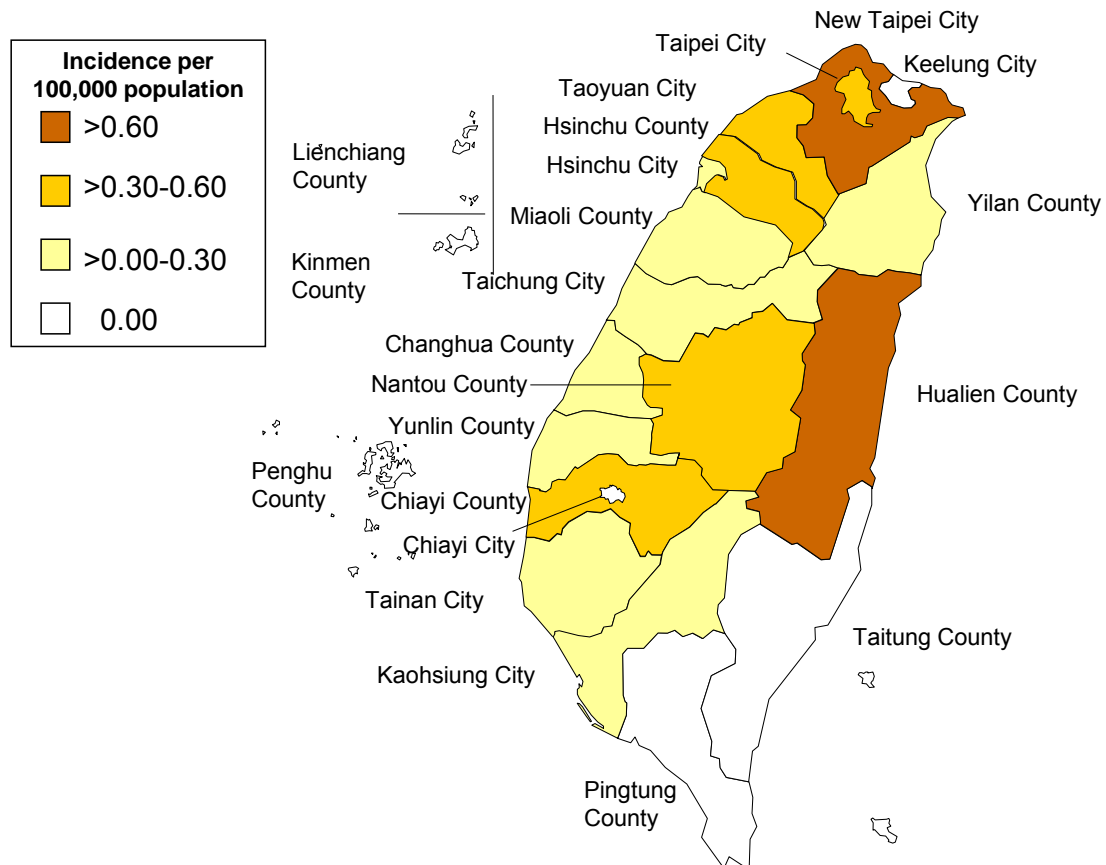 Incidence per
100,000 population
>0.60
>0.30-0.60
>0.00-0.30
0.00
New Taipei City
Taipei City
Keelung City
Taoyuan City
Hsinchu County
Lienchiang
County
Hsinchu City
Yilan County
Miaoli County
Kinmen
County
Taichung City
Changhua County
Nantou County
Hualien County
Yunlin County
Penghu
County
Chiayi County
Chiayi City
Tainan City
Taitung County
Kaohsiung City
Pingtung
County